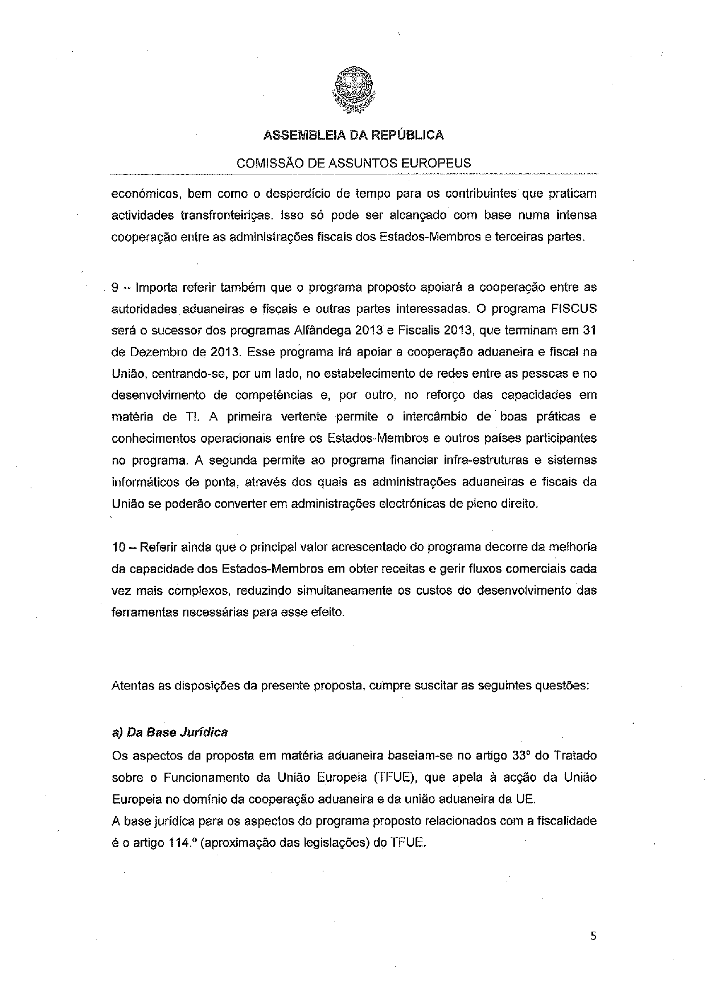 ASSEMBLEIA DA REPÚBLICA
COMISSÃO DE ASSUNTOS EUROPEUS
económicos, bem como o desperdício de tempo para os contribuintes que praticam
actividades transfronteiriças. Isso só pode ser alcançado com base numa intensa
cooperação entre as administrações fiscais dos Estados-Membros e terceiras partes.
9 – Importa referir também que o programa proposto apoiará a cooperação entre as
autoridades aduaneiras e fiscais e outras partes interessadas. O programa FISCUS
será o sucessor dos programas Alfândega 2013 e Fiscalis 2013, que terminam em 31
de Dezembro de 2013. Esse programa irá apoiar a cooperação aduaneira e fiscal na
União, centrando-se, por um lado, no estabelecimento de redes entre as pessoas e no
desenvolvimento de competências e, por outro, no reforço das capacidades em
matéria de TI. A primeira vertente permite o intercâmbio de boas práticas e
conhecimentos operacionais entre os Estados-Membros e outros países participantes
no programa. A segunda permite ao programa financiar infra-estruturas e sistemas
informáticos de ponta, através dos quais as administrações aduaneiras e fiscais da
União se poderão converter em administrações electrónicas de pleno direito.
10 – Referir ainda que o principal valor acrescentado do programa decorre da melhoria
da capacidade dos Estados-Membros em obter receitas e gerir fluxos comerciais cada
vez mais complexos, reduzindo simultaneamente os custos do desenvolvimento das
ferramentas necessárias para esse efeito.
Atentas as disposições da presente proposta, cumpre suscitar as seguintes questões:
a) Da Base Jurídica
Os aspectos da proposta em matéria aduaneira baseiam-se no artigo 33º do Tratado
sobre o Funcionamento da União Europeia (TFUE), que apela à acção da União
Europeia no domínio da cooperação aduaneira e da união aduaneira da UE.
A base jurídica para os aspectos do programa proposto relacionados com a fiscalidade
é o artigo 114.º (aproximação das legislações) do TFUE.
5